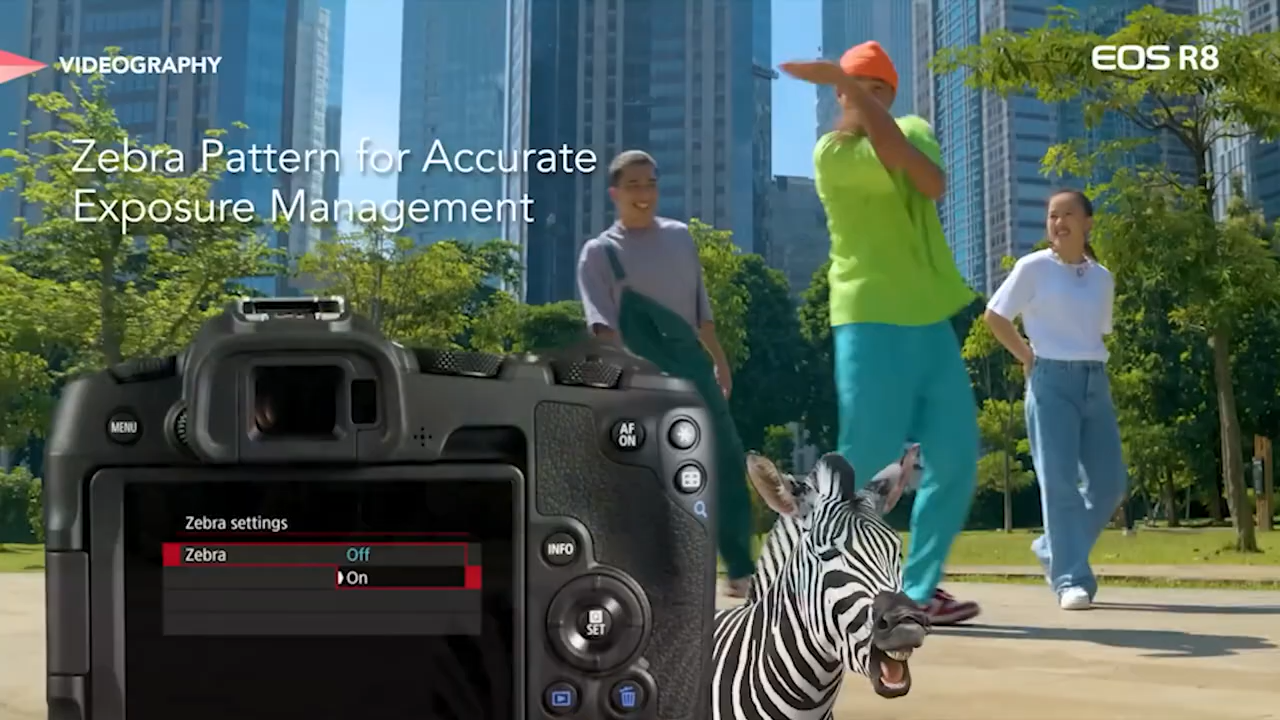 VIDEOGRAPHY
EOS R8
Zebra Pattern for Accurate
Exposure Management
MENU
AF
ON
INFO
SET
Zebra settings
Zebra Off
On